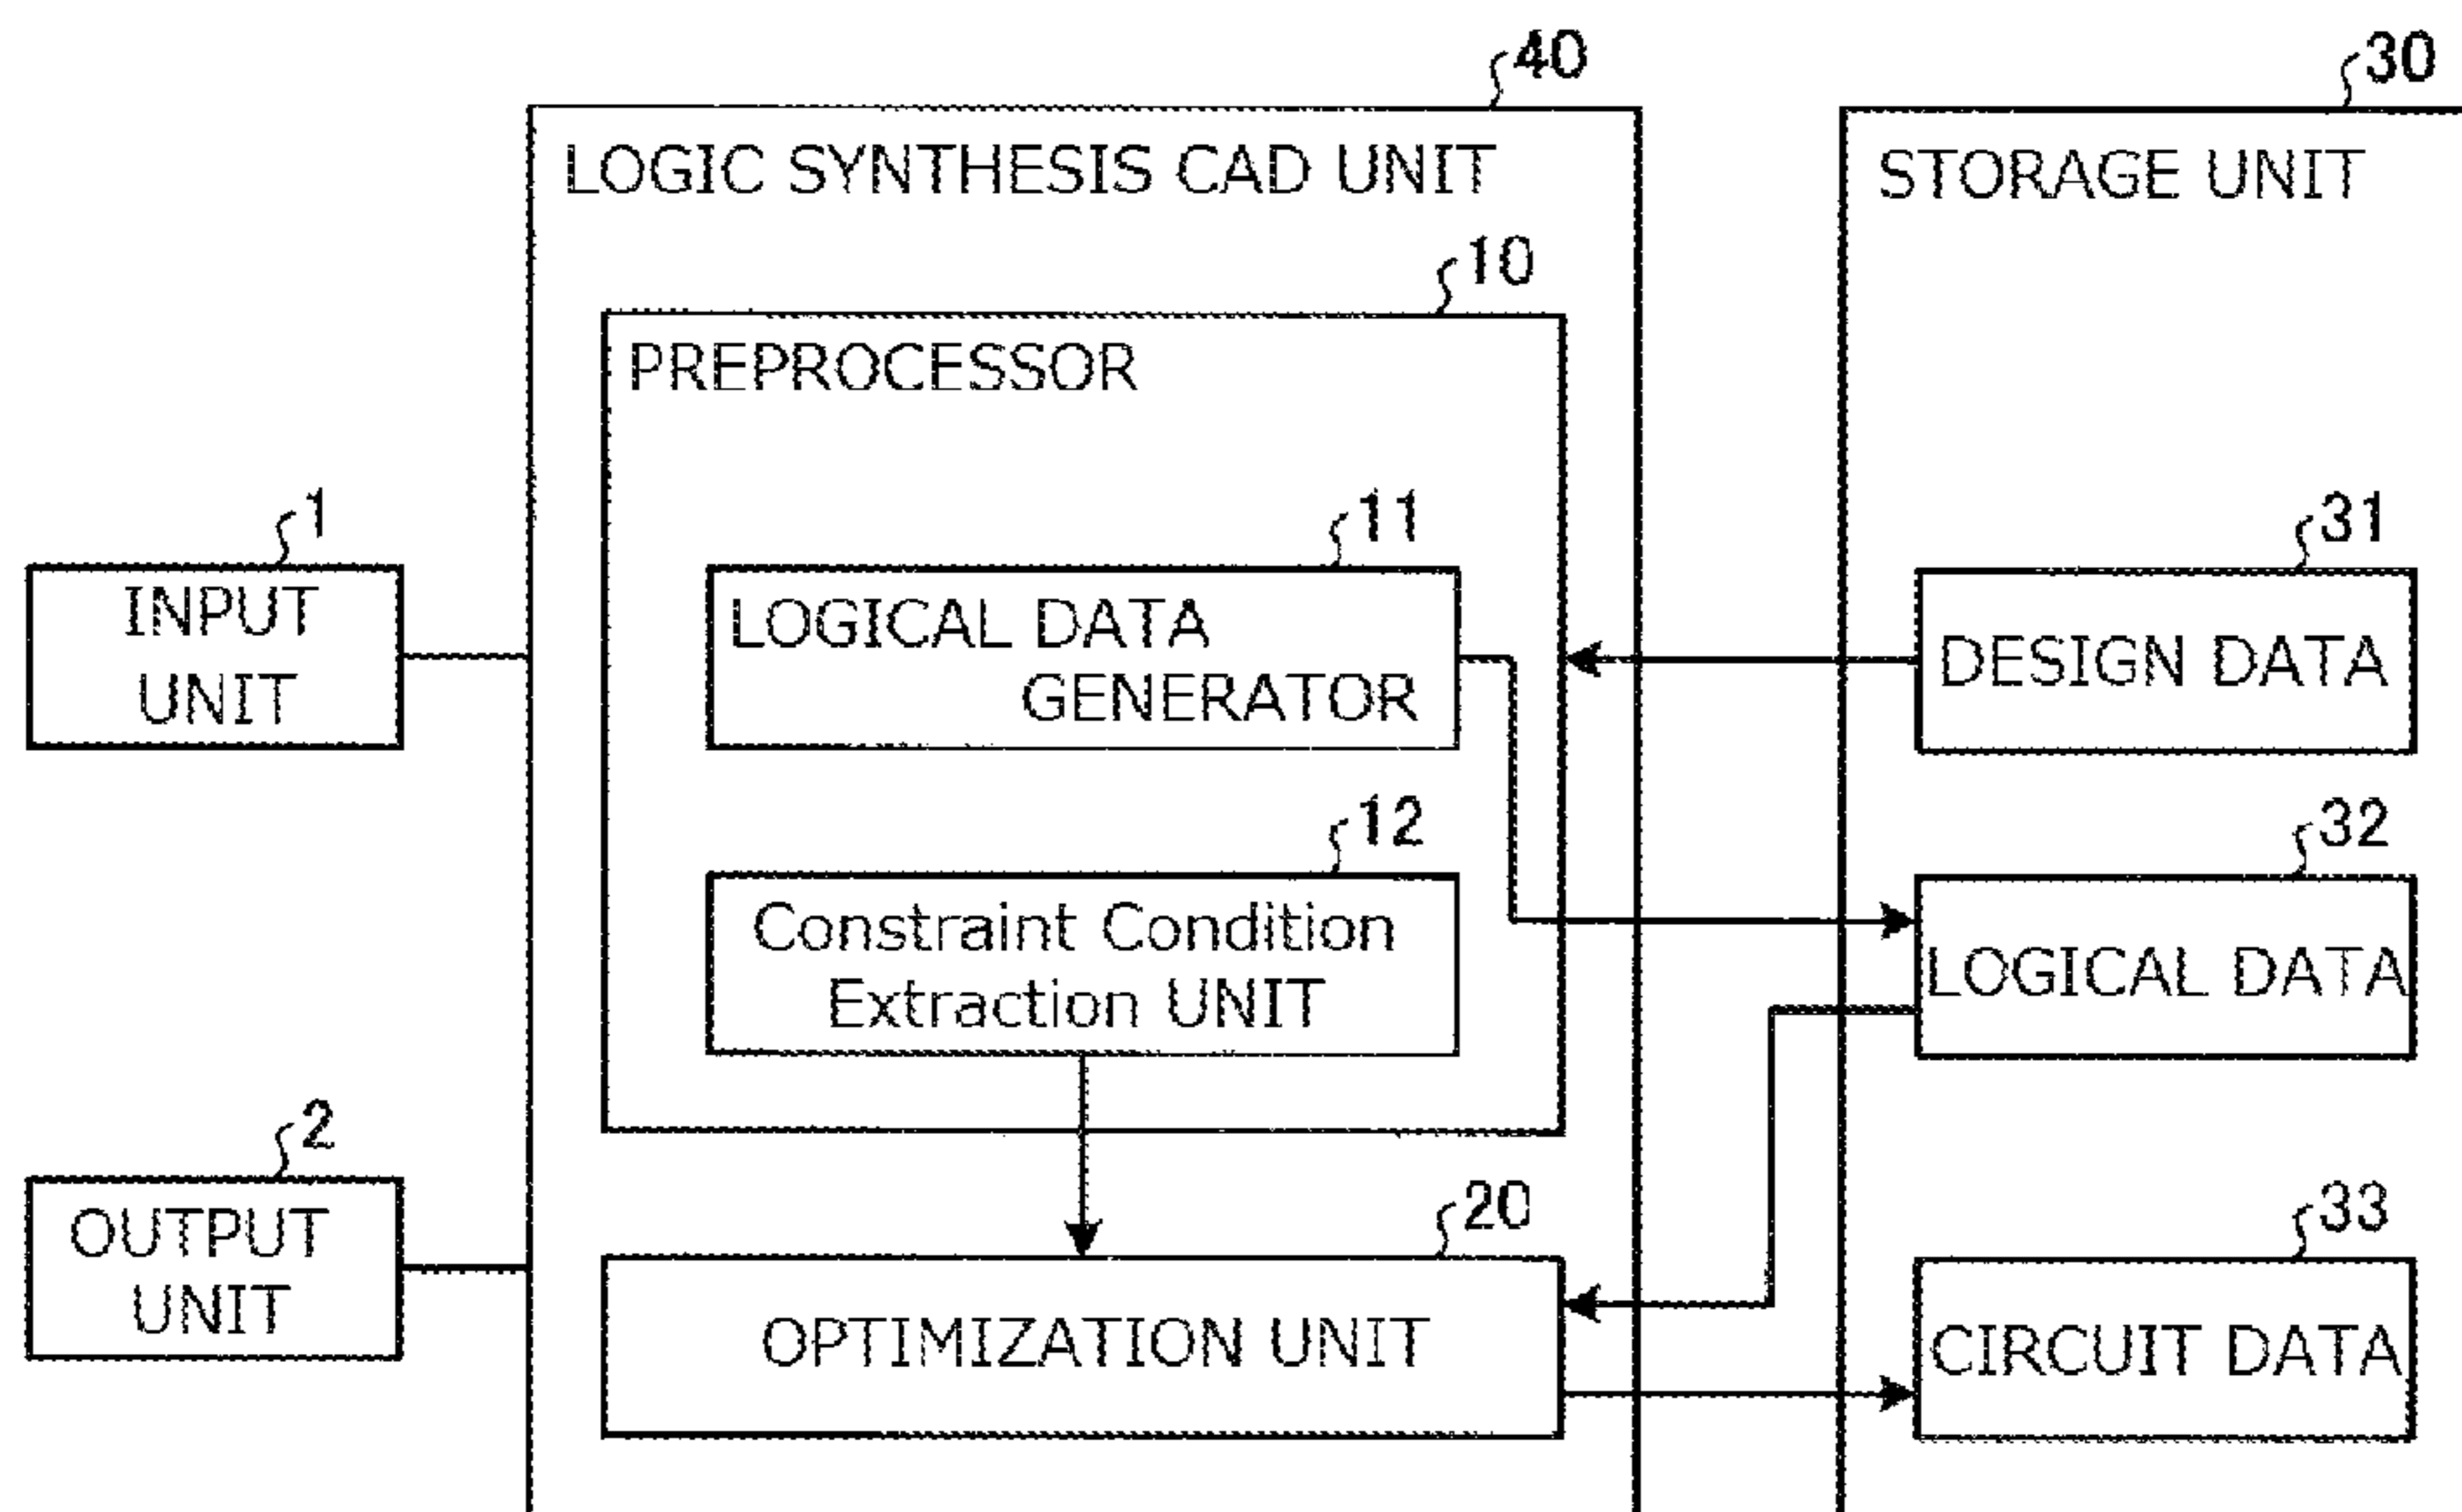 40
30
LOGIC SYNTHESIS CAD UNIT
STORAGE UNIT
10
PREPROCESSOR
1
INPUT
UNIT
11
LOGICAL DATA
GENERATOR
31
DESIGN DATA
12
Constraint Condition
Extraction UNIT
32
LOGICAL DATA
2
OUTPUT
UNIT
20
OPTIMIZATION UNIT
33
CIRCUIT DATA